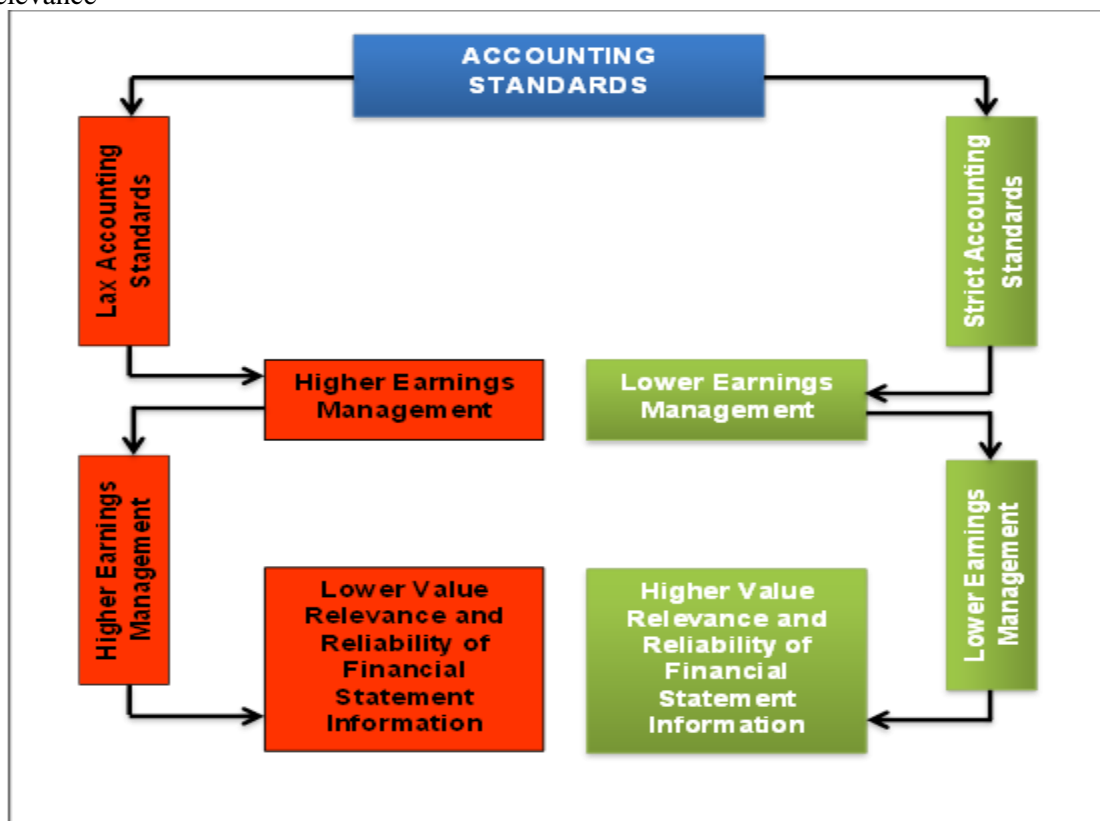 elevance
ACCOUNTING
STANDARDS
Lax Accounting
Standards
Strict Accounting
Standards
Higher Earnings
Management
Lower Earnings
Management
Higher Earnings
Management
Lower Earnings
Management
Lower Value
Relevance and
Reliability of
Financial
Statement
Information
Higher Value
Relevance and
Reliability of
Financial
Statement
Information